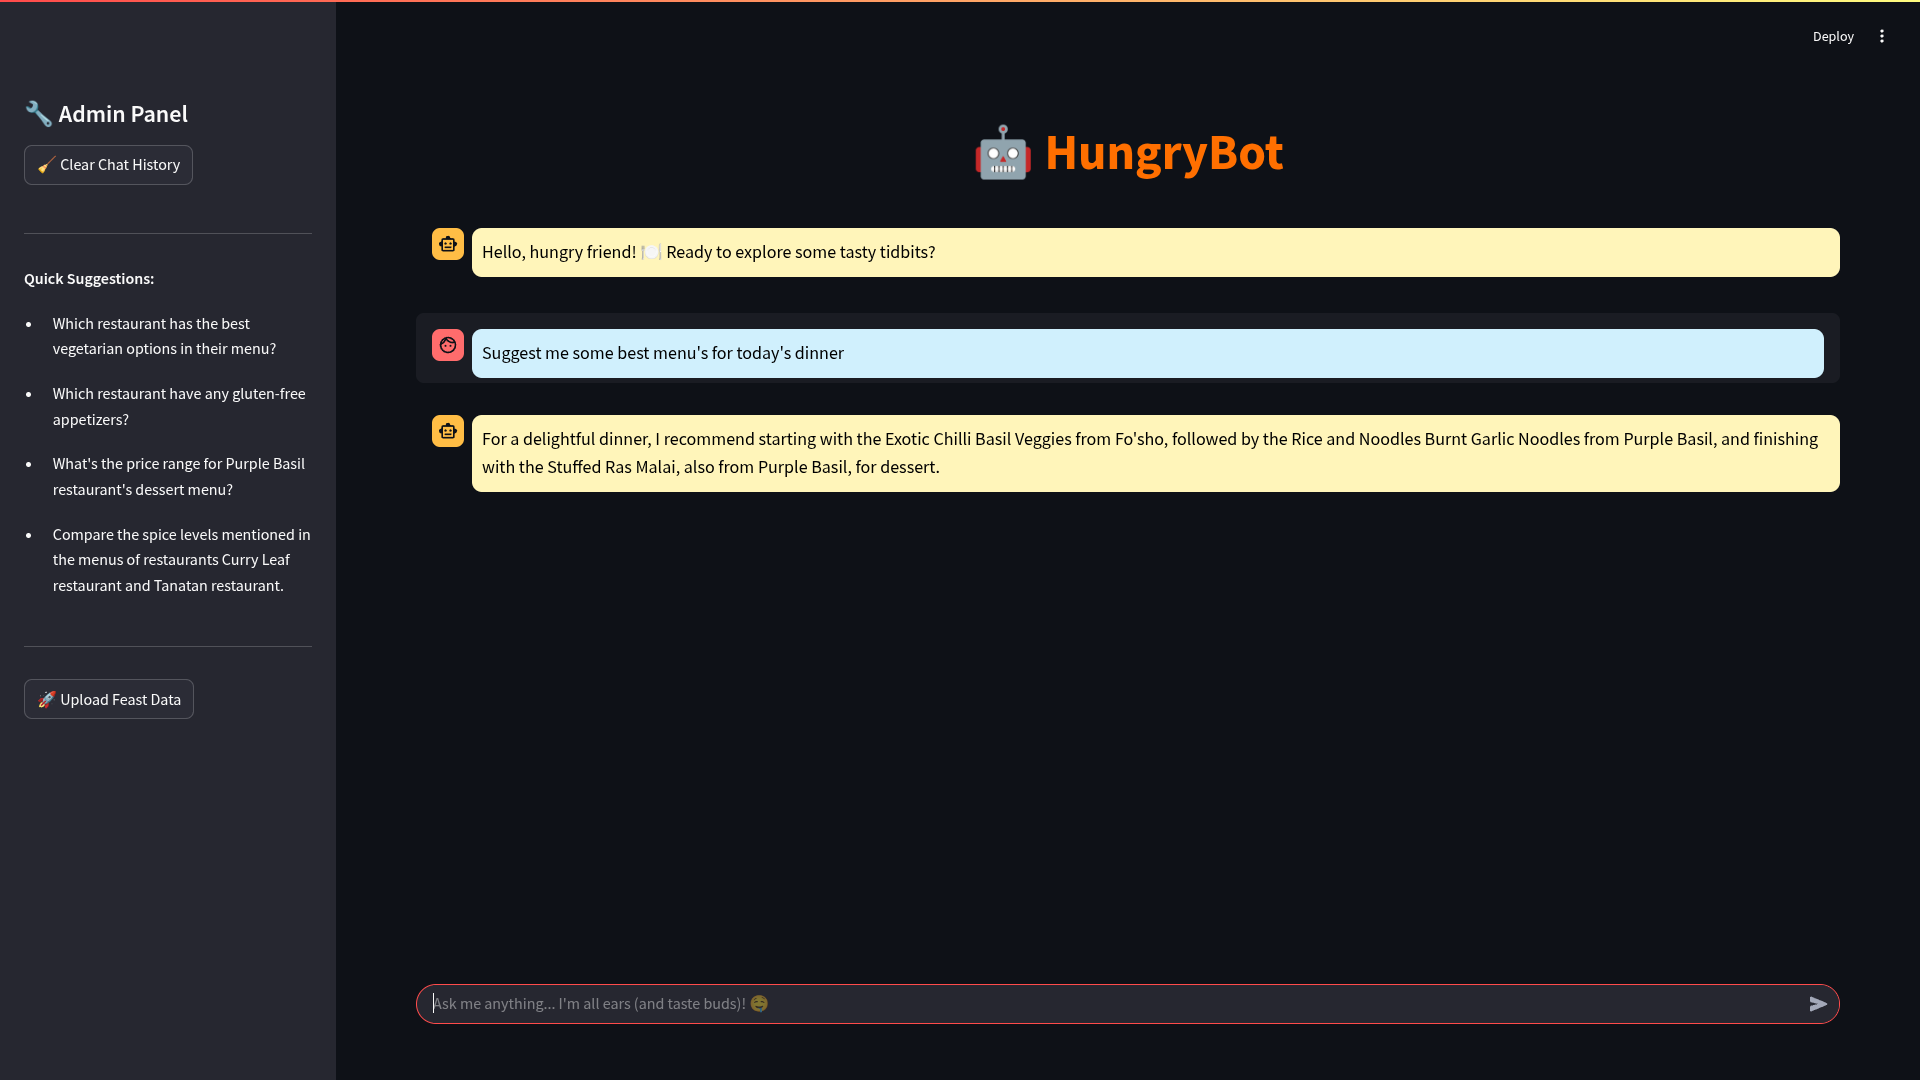 Deploy
🔧 Admin Panel
🧹 Clear Chat History
Quick Suggestions:
• Which restaurant has the best
vegetarian options in their menu?
• Which restaurant have any gluten-free
appetizers?
• What's the price range for Purple Basil
restaurant's dessert menu?
• Compare the spice levels mentioned in
the menus of restaurants Curry Leaf
restaurant and Tanatan restaurant.
🚀 Upload Feast Data
🤖 HungryBot
Hello, hungry friend! 🍽️ Ready to explore some tasty tidbits?
Suggest me some best menu's for today's dinner
For a delightful dinner, I recommend starting with the Exotic Chilli Basil Veggies from Fo'sho, followed by the Rice and Noodles Burnt Garlic Noodles from Purple Basil, and finishing
with the Stuffed Ras Malai, also from Purple Basil, for dessert.
Ask me anything... I'm all ears (and taste buds)! 🤤